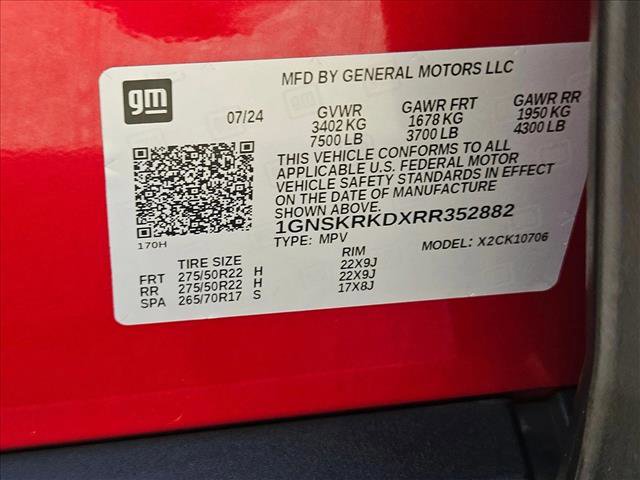 gm
MFD BY GENERAL MOTORS LLC
07/24 GVWR GAWR FRT GAWR RR
3402 KG 1678 KG 1950 KG
7500 LB 3700 LB 4300 LB
THIS VEHICLE CONFORMS TO ALL
APPLICABLE U.S. FEDERAL MOTOR
VEHICLE SAFETY STANDARDS IN EFFECT
ON THE DATE OF MANUFACTURE
SHOWN ABOVE.
1GNSKRKDXRR352882
170H
TYPE: MPV MODEL: X2CK10706
TIRE SIZE RIM
FRT 275/50R22 H 22X9J
RR 275/50R22 H 22X9J
SPA 265/70R17 S 17X8J